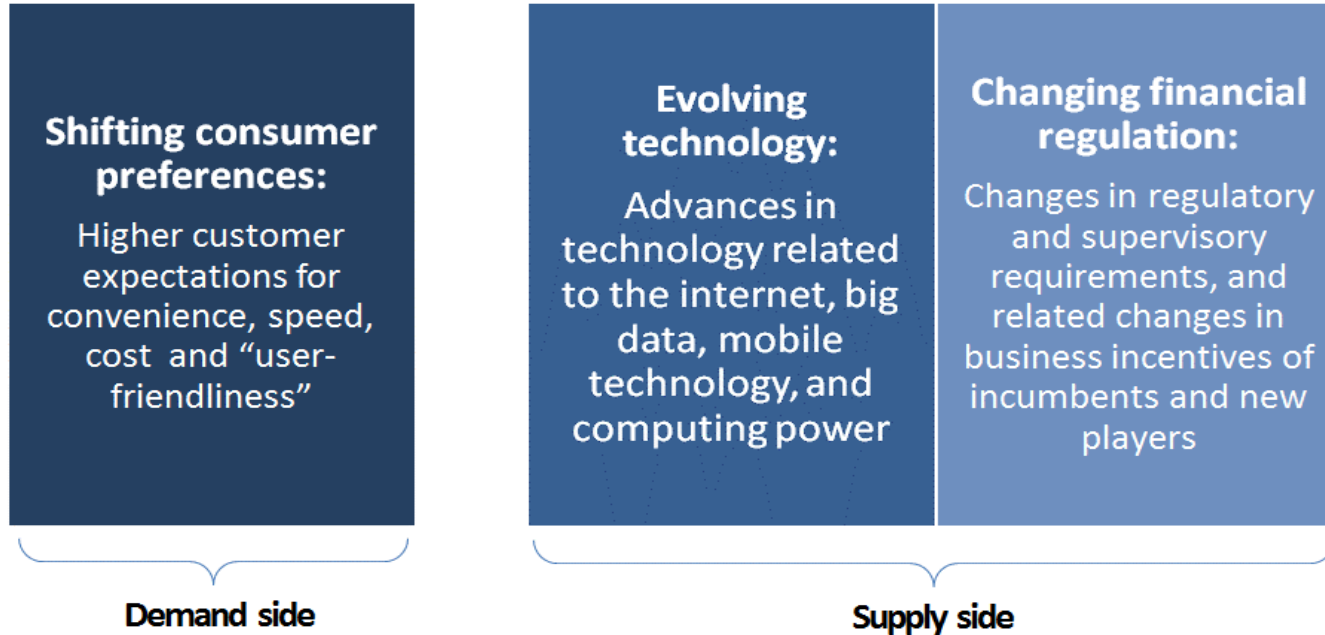 Shifting consumer
preferences:
Higher customer
expectations for
convenience, speed,
cost and “user-
friendliness”
Demand side
Evolving
technology:
Advances in
technology related
to the internet, big
data, mobile
technology, and
computing power
Changing financial
regulation:
Changes in regulatory
and supervisory
requirements, and
related changes in
business incentives of
incumbents and new
players
Supply side